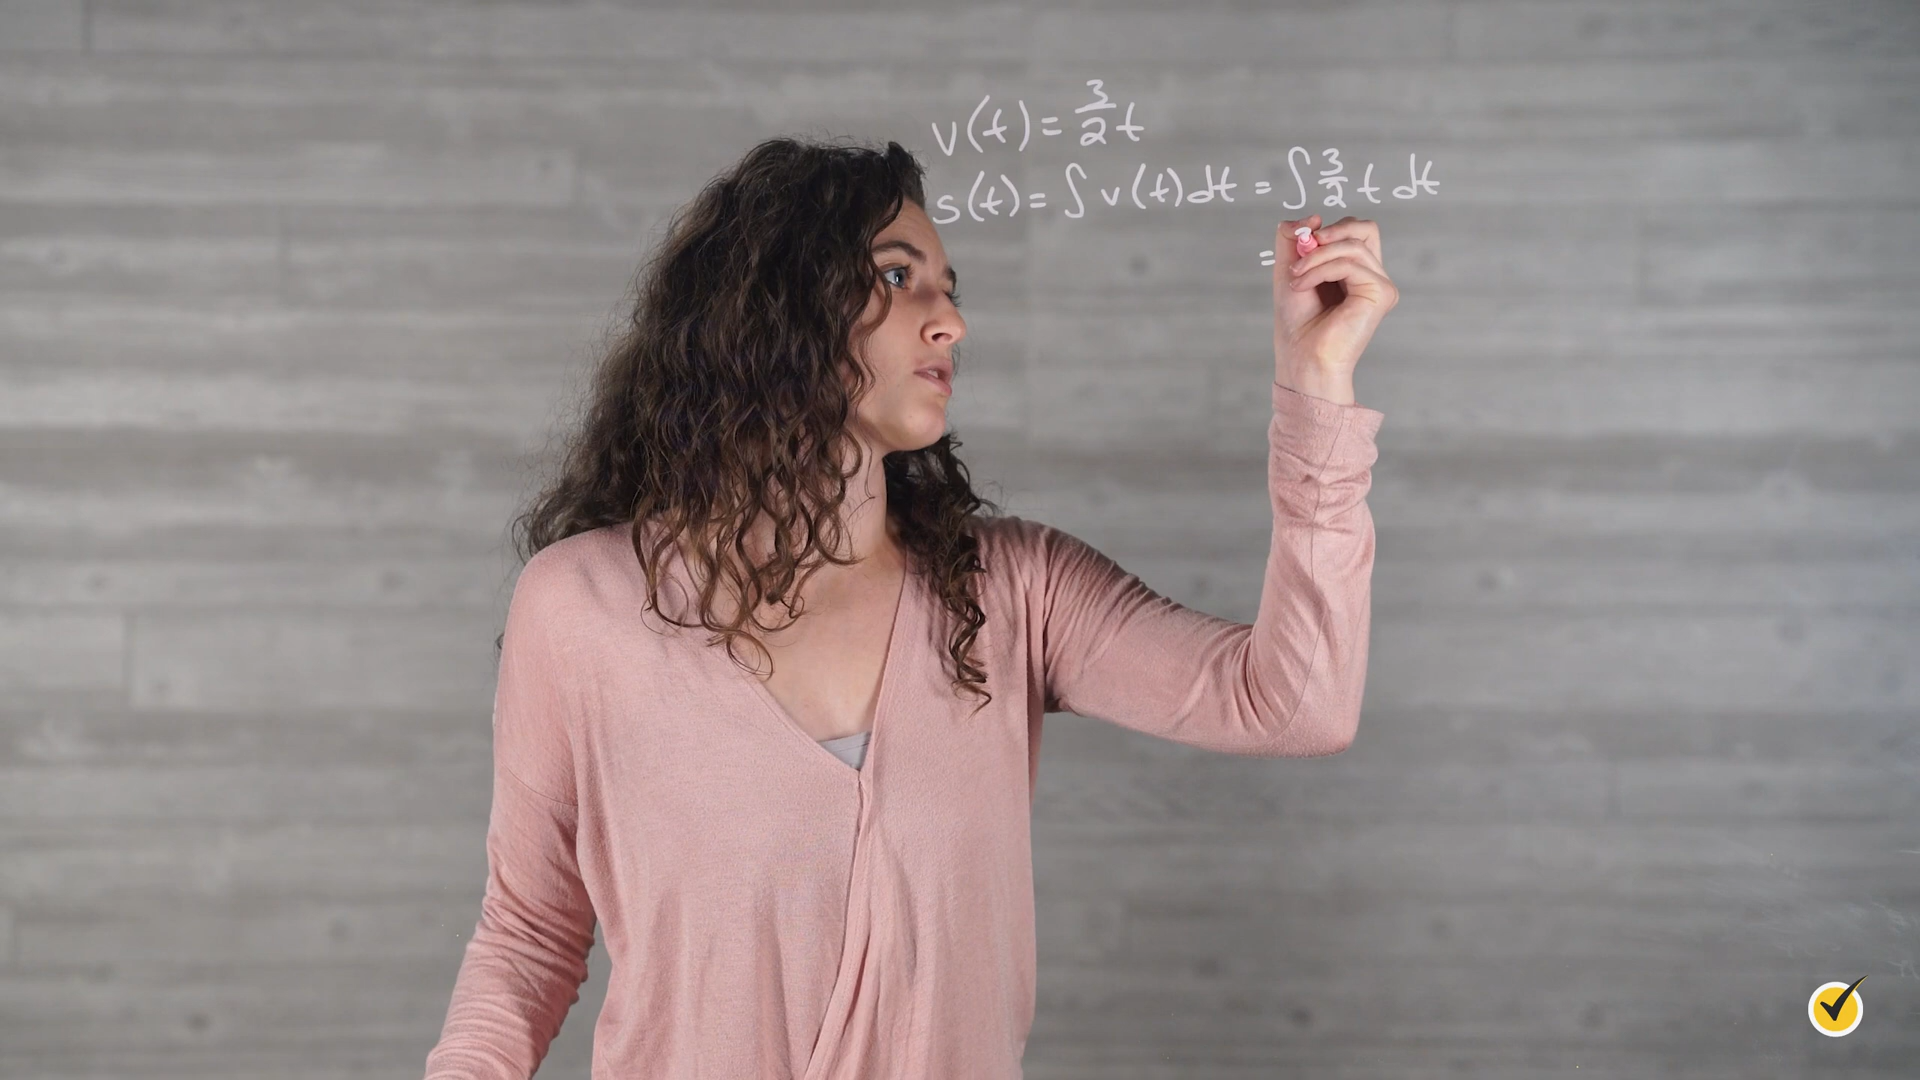 v(t) = 3/2 t
s(t) = ∫ v(t) dt = ∫ 3/2 t dt
=